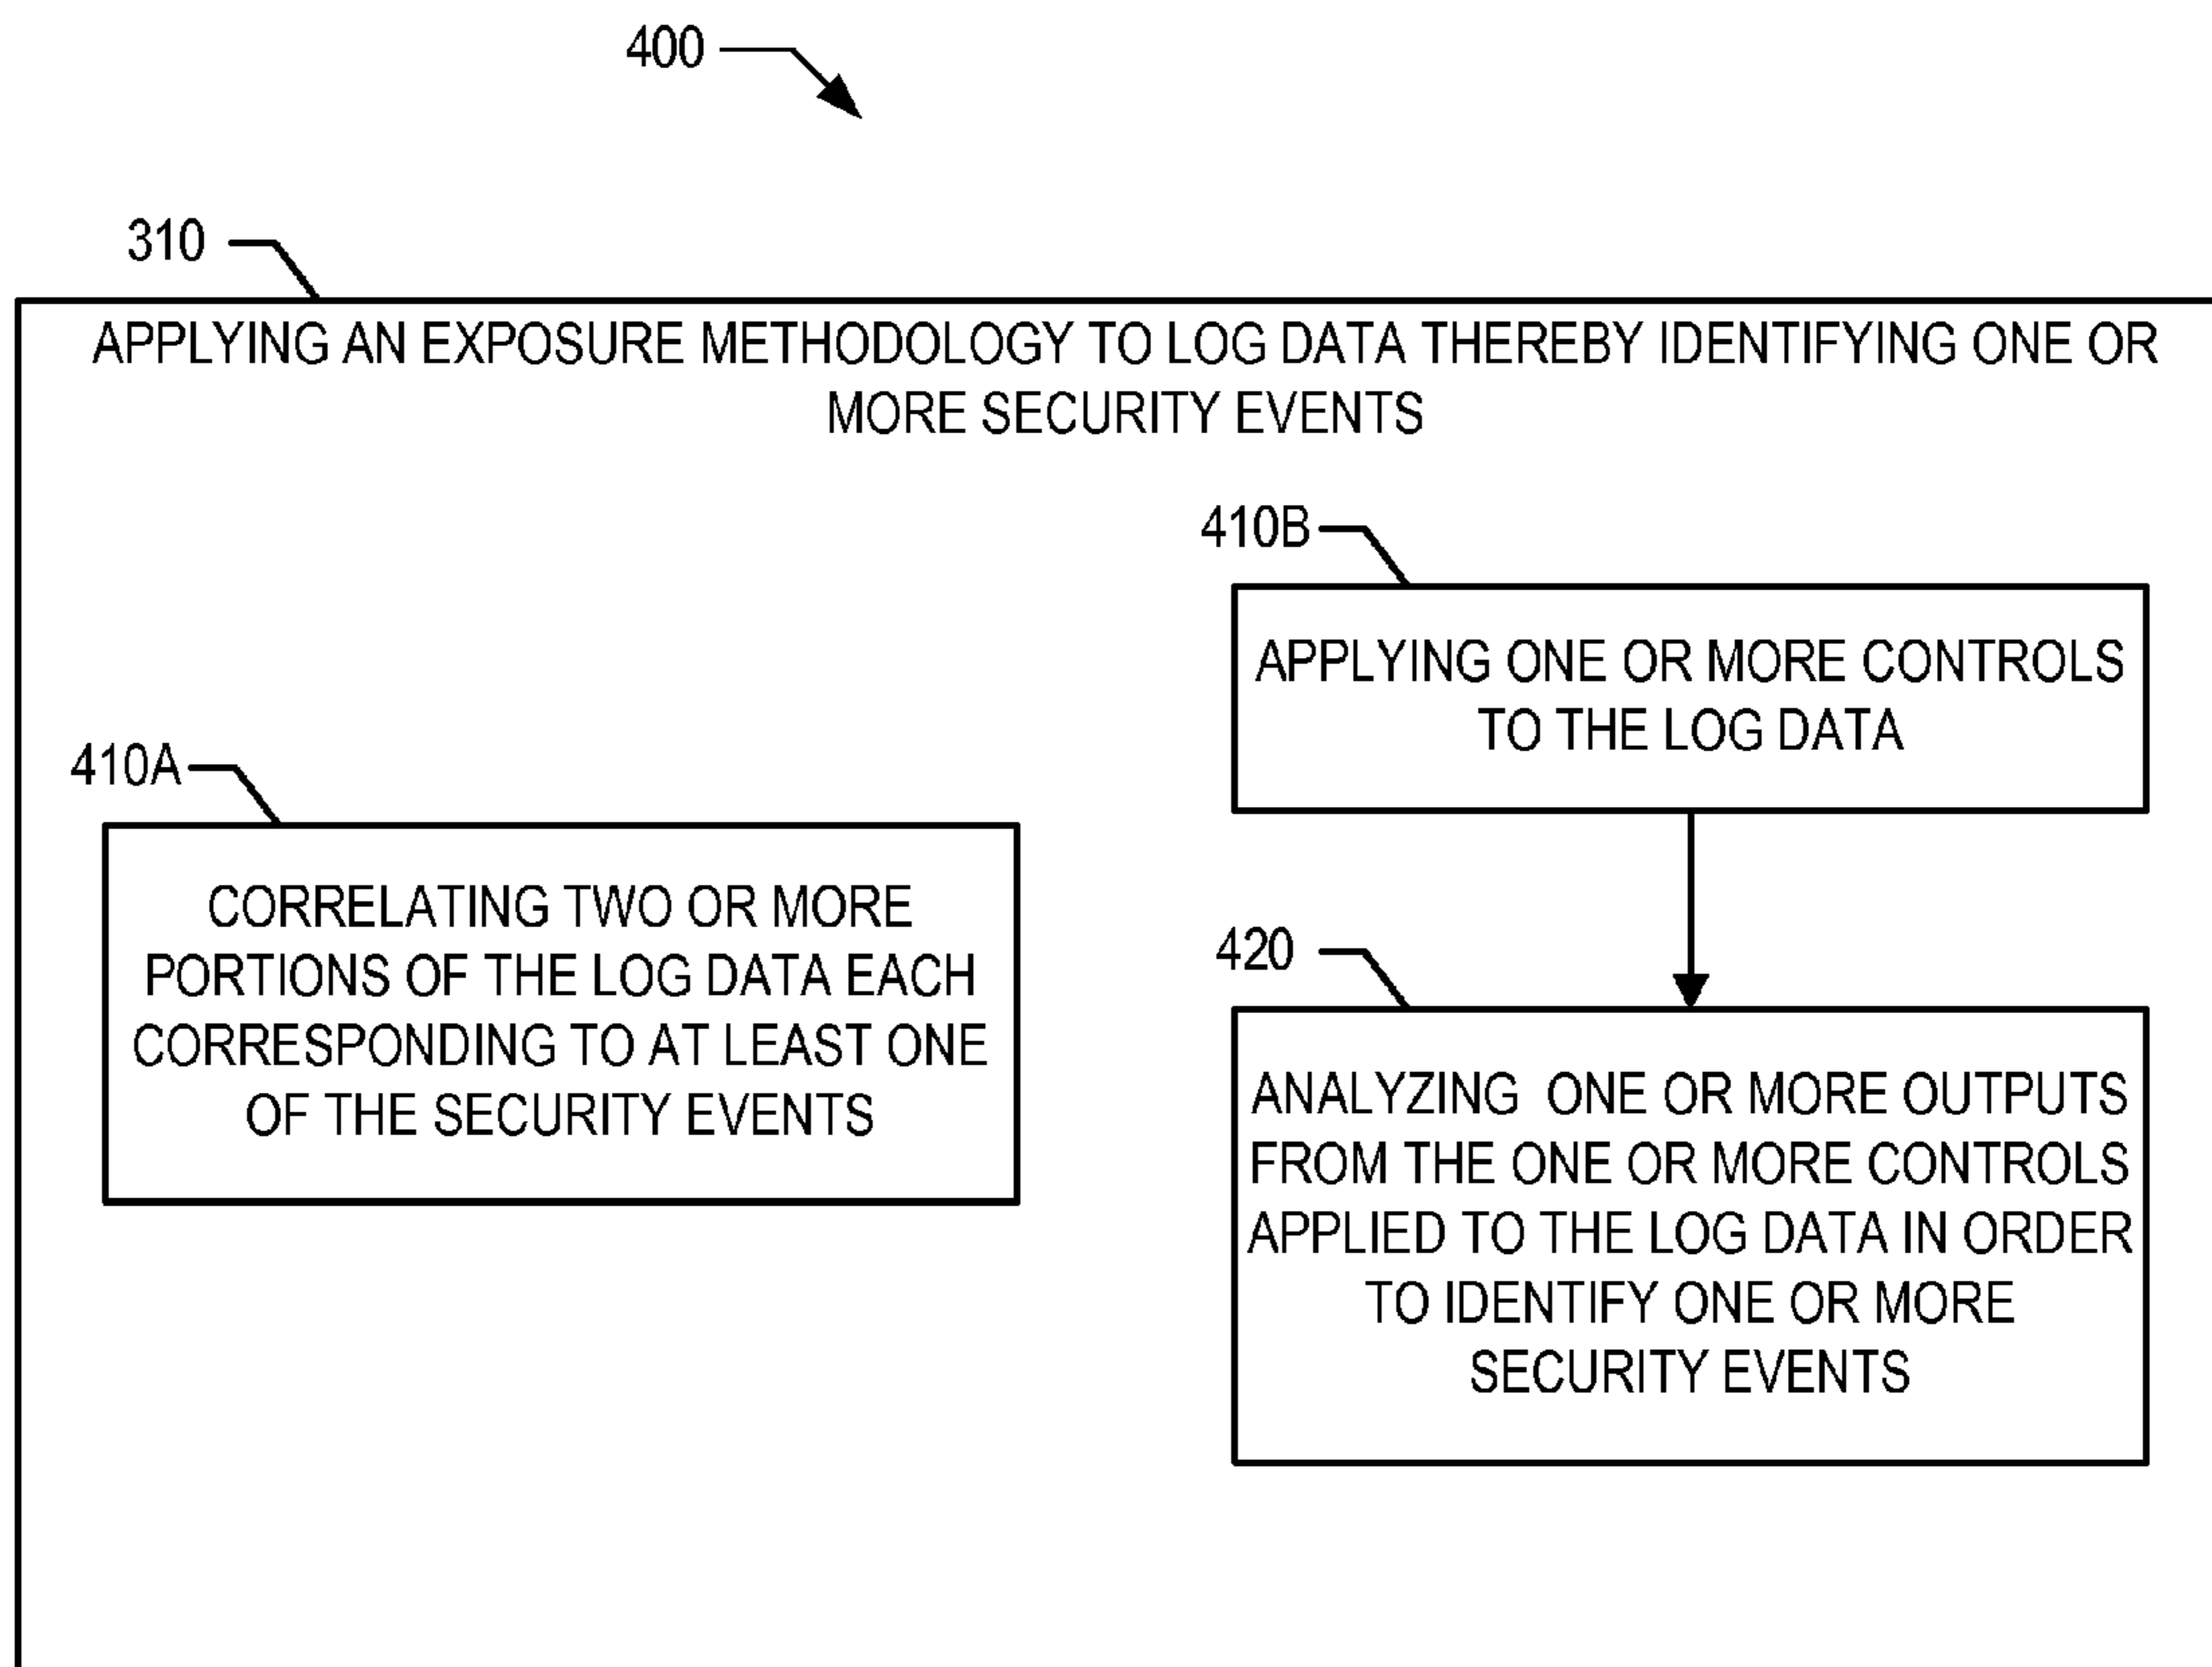 400
310
APPLYING AN EXPOSURE METHODOLOGY TO LOG DATA THEREBY IDENTIFYING ONE OR
MORE SECURITY EVENTS
410B
APPLYING ONE OR MORE CONTROLS
TO THE LOG DATA
410A
CORRELATING TWO OR MORE
PORTIONS OF THE LOG DATA EACH
CORRESPONDING TO AT LEAST ONE
OF THE SECURITY EVENTS
420
ANALYZING ONE OR MORE OUTPUTS
FROM THE ONE OR MORE CONTROLS
APPLIED TO THE LOG DATA IN ORDER
TO IDENTIFY ONE OR MORE
SECURITY EVENTS